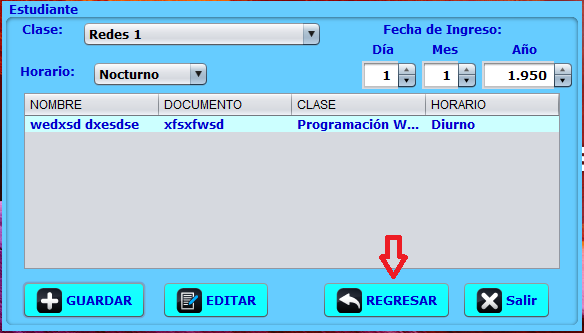 Estudiante
Clase: Redes 1 Fecha de Ingreso:
Día Mes Año
Horario: Nocturno 1 1 1.950
NOMBRE DOCUMENTO CLASE HORARIO
wedxsd dxesdse xfsxfwsd Programación W... Diurno
GUARDAR EDITAR REGRESAR Salir